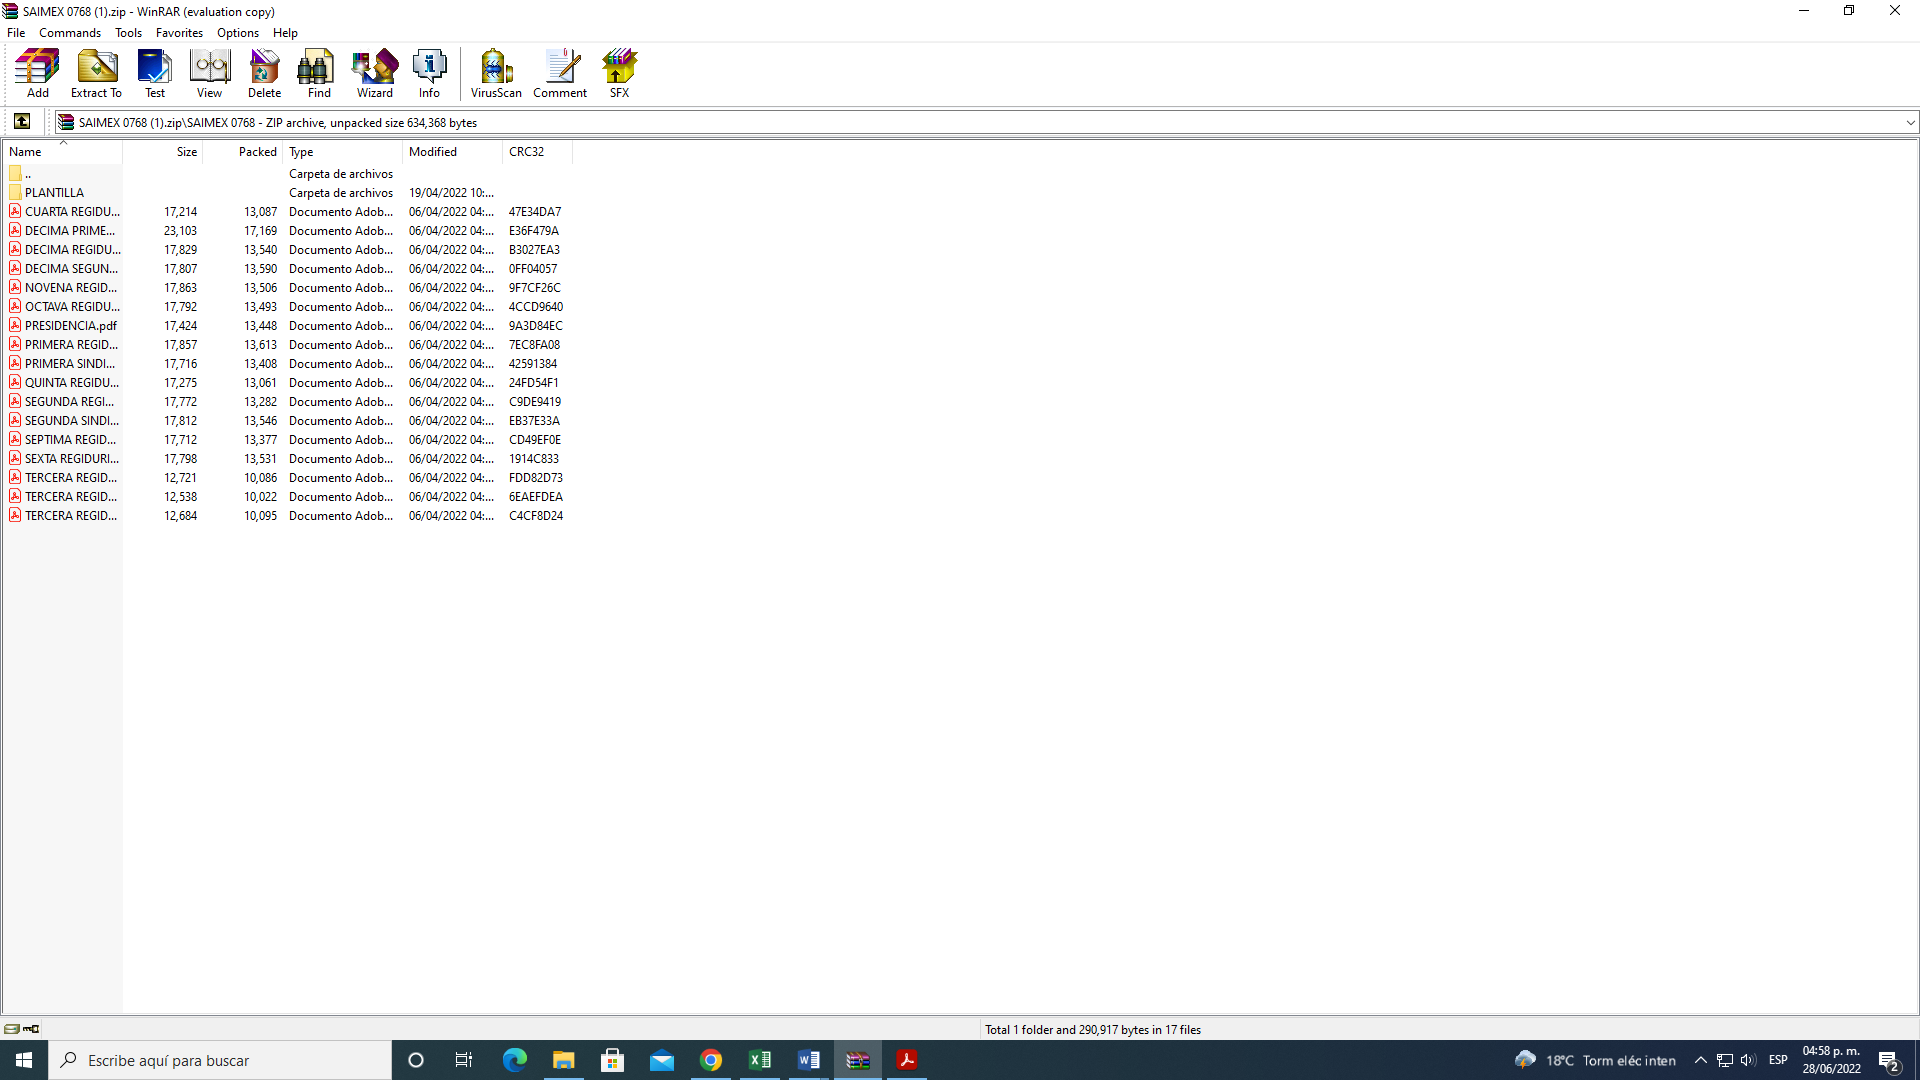 SAIMEX 0768 (1).zip - WinRAR (evaluation copy)
File Commands Tools Favorites Options Help
Add Extract To Test View Delete Find Wizard Info VirusScan Comment SFX
SAIMEX 0768 (1).zip\SAIMEX 0768 - ZIP archive, unpacked size 634,368 bytes
Name Size Packed Type Modified CRC32
.. Carpeta de archivos
PLANTILLA Carpeta de archivos 19/04/2022 10:...
CUARTA REGIDU... 17,214 13,087 Documento Adob... 06/04/2022 04:... 47E34DA7
DECIMA PRIME... 23,103 17,169 Documento Adob... 06/04/2022 04:... E36F479A
DECIMA REGIDU... 17,829 13,540 Documento Adob... 06/04/2022 04:... B3027EA3
DECIMA SEGUN... 17,807 13,590 Documento Adob... 06/04/2022 04:... 0FF04057
NOVENA REGID... 17,863 13,506 Documento Adob... 06/04/2022 04:... 9F7CF26C
OCTAVA REGIDU... 17,792 13,493 Documento Adob... 06/04/2022 04:... 4CCD9640
PRESIDENCIA.pdf 17,424 13,448 Documento Adob... 06/04/2022 04:... 9A3D84EC
PRIMERA REGID... 17,857 13,613 Documento Adob... 06/04/2022 04:... 7EC8FA08
PRIMERA SINDI... 17,716 13,408 Documento Adob... 06/04/2022 04:... 42591384
QUINTA REGIDU... 17,275 13,061 Documento Adob... 06/04/2022 04:... 24FD54F1
SEGUNDA REGI... 17,772 13,282 Documento Adob... 06/04/2022 04:... C9DE9419
SEGUNDA SINDI... 17,812 13,546 Documento Adob... 06/04/2022 04:... EB37E33A
SEPTIMA REGID... 17,712 13,377 Documento Adob... 06/04/2022 04:... CD49EF0E
SEXTA REGIDURI... 17,798 13,531 Documento Adob... 06/04/2022 04:... 1914C833
TERCERA REGID... 12,721 10,086 Documento Adob... 06/04/2022 04:... FDD82D73
TERCERA REGID... 12,538 10,022 Documento Adob... 06/04/2022 04:... 6EAEFDEA
TERCERA REGID... 12,684 10,095 Documento Adob... 06/04/2022 04:... C4CF8D24
Total 1 folder and 290,917 bytes in 17 files
Escribe aquí para buscar
18°C Torm eléc inten
ESP
04:58 p. m.
28/06/2022
2